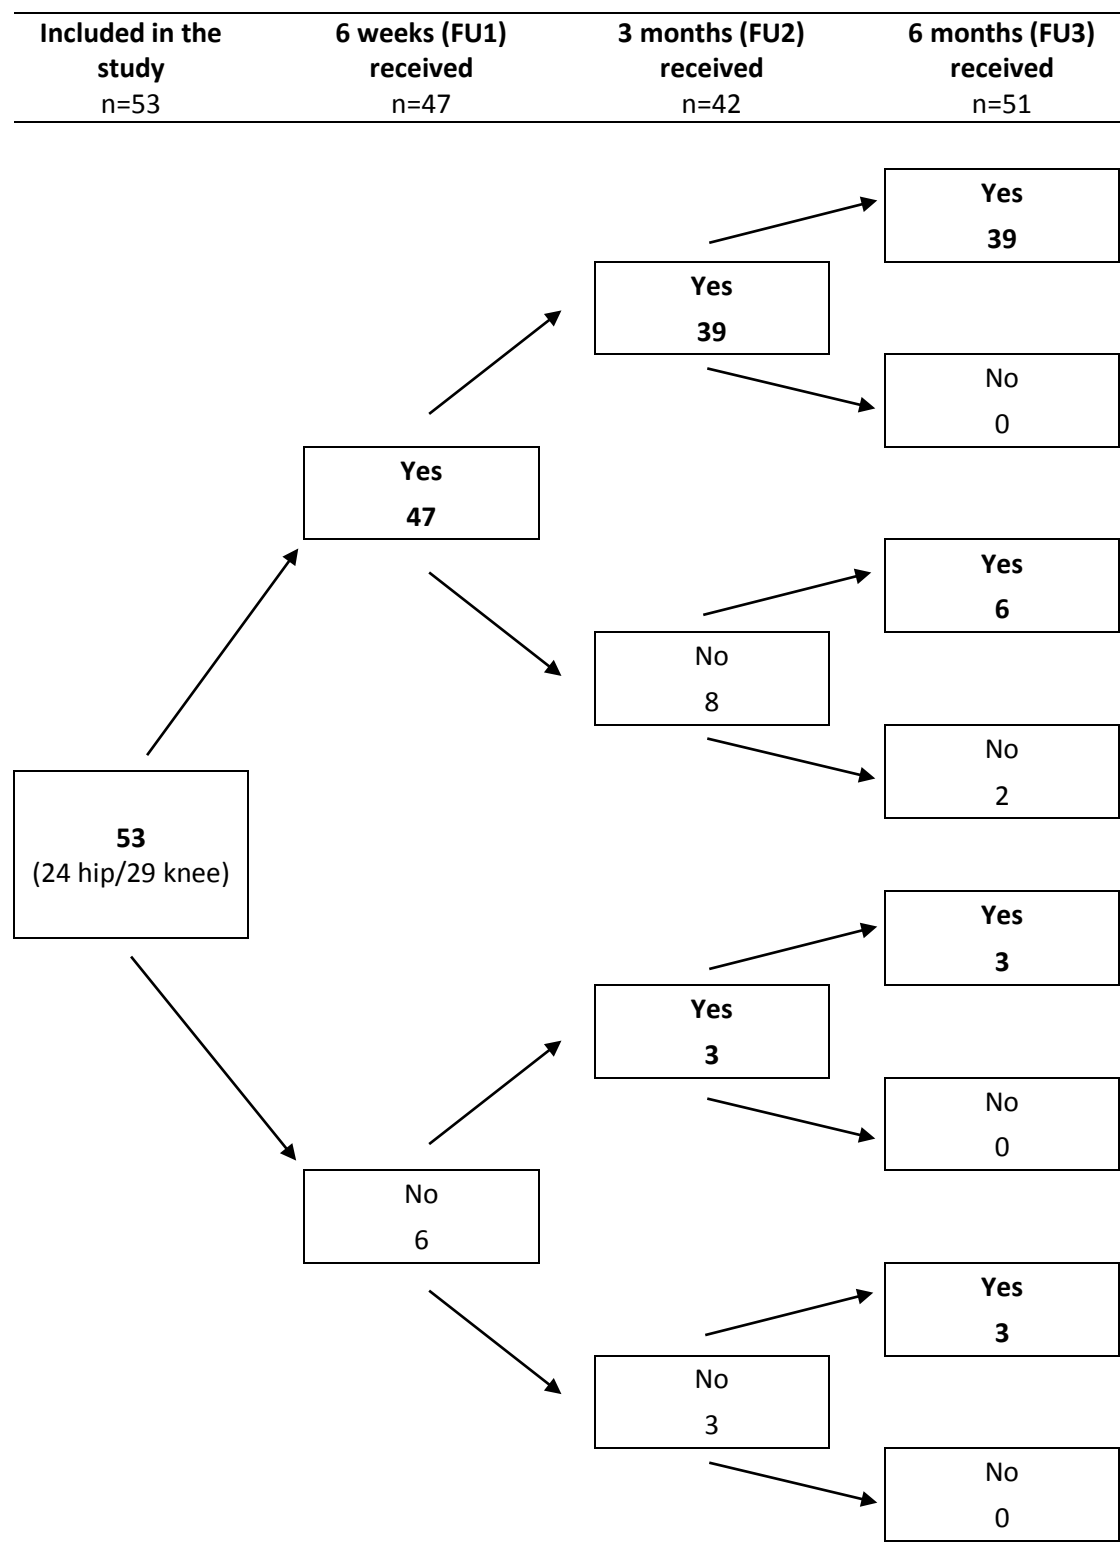 Included in the
study
n=53
6 weeks (FU1)
received
n=47
3 months (FU2)
received
n=42
6 months (FU3)
received
n=51
Yes
39
Yes
39
No
0
Yes
47
Yes
6
No
8
No
2
53
(24 hip/29 knee)
Yes
3
Yes
3
No
0
No
6
Yes
3
No
3
No
0